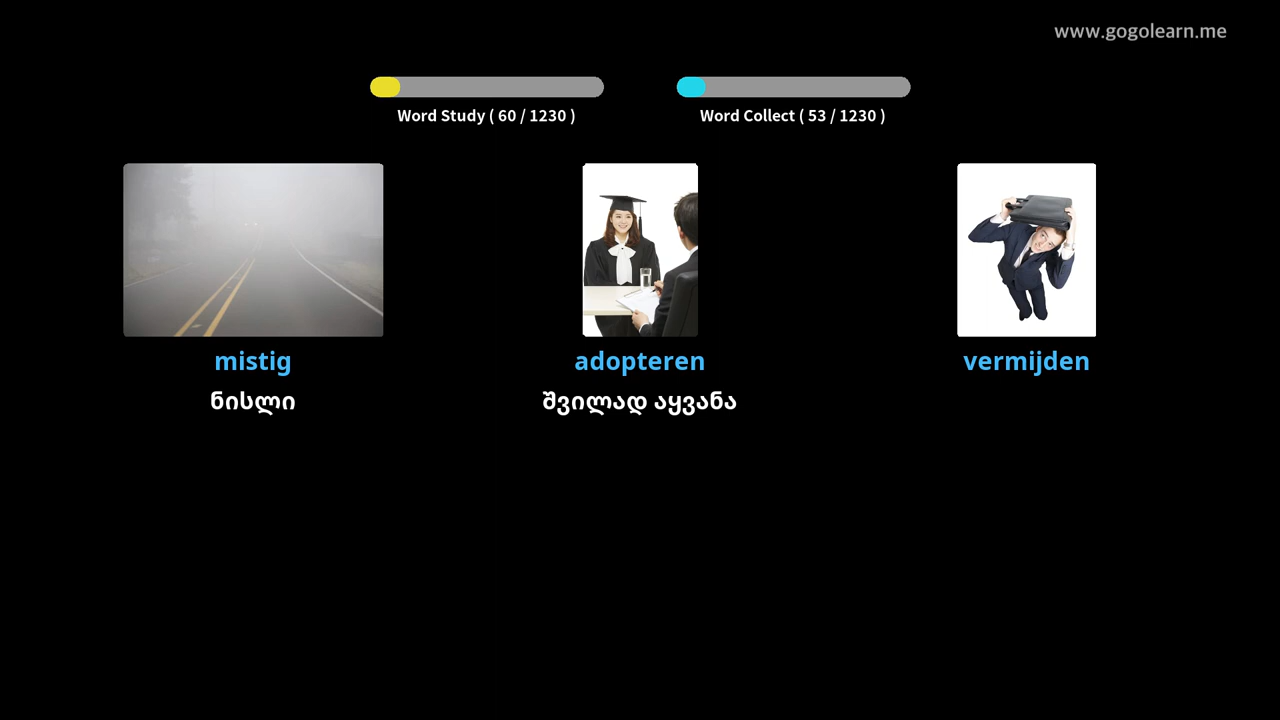 www.gogolearn.me
Word Study ( 60 / 1230 )
Word Collect ( 53 / 1230 )
mistig
adopteren
vermijden
ნისლი
შვილად აყვანა